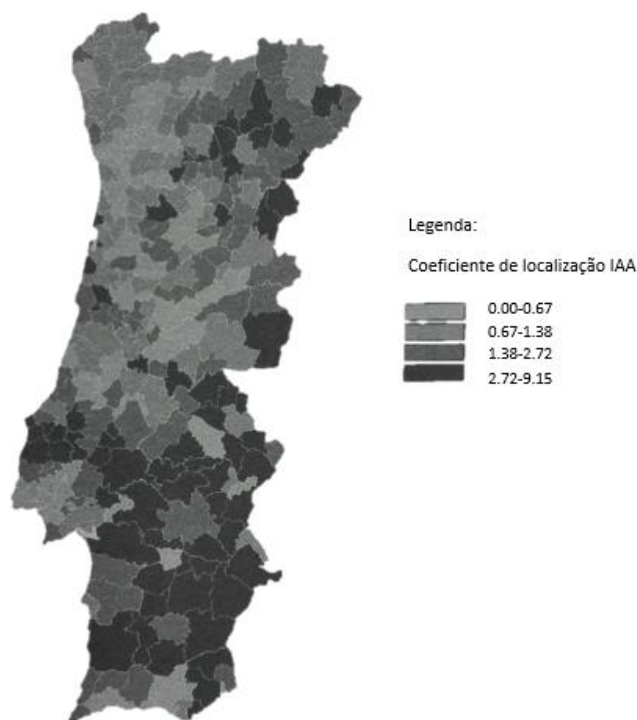 Legenda:
Coeficiente de localização IAA
0.00-0.67
0.67-1.38
1.38-2.72
2.72-9.15